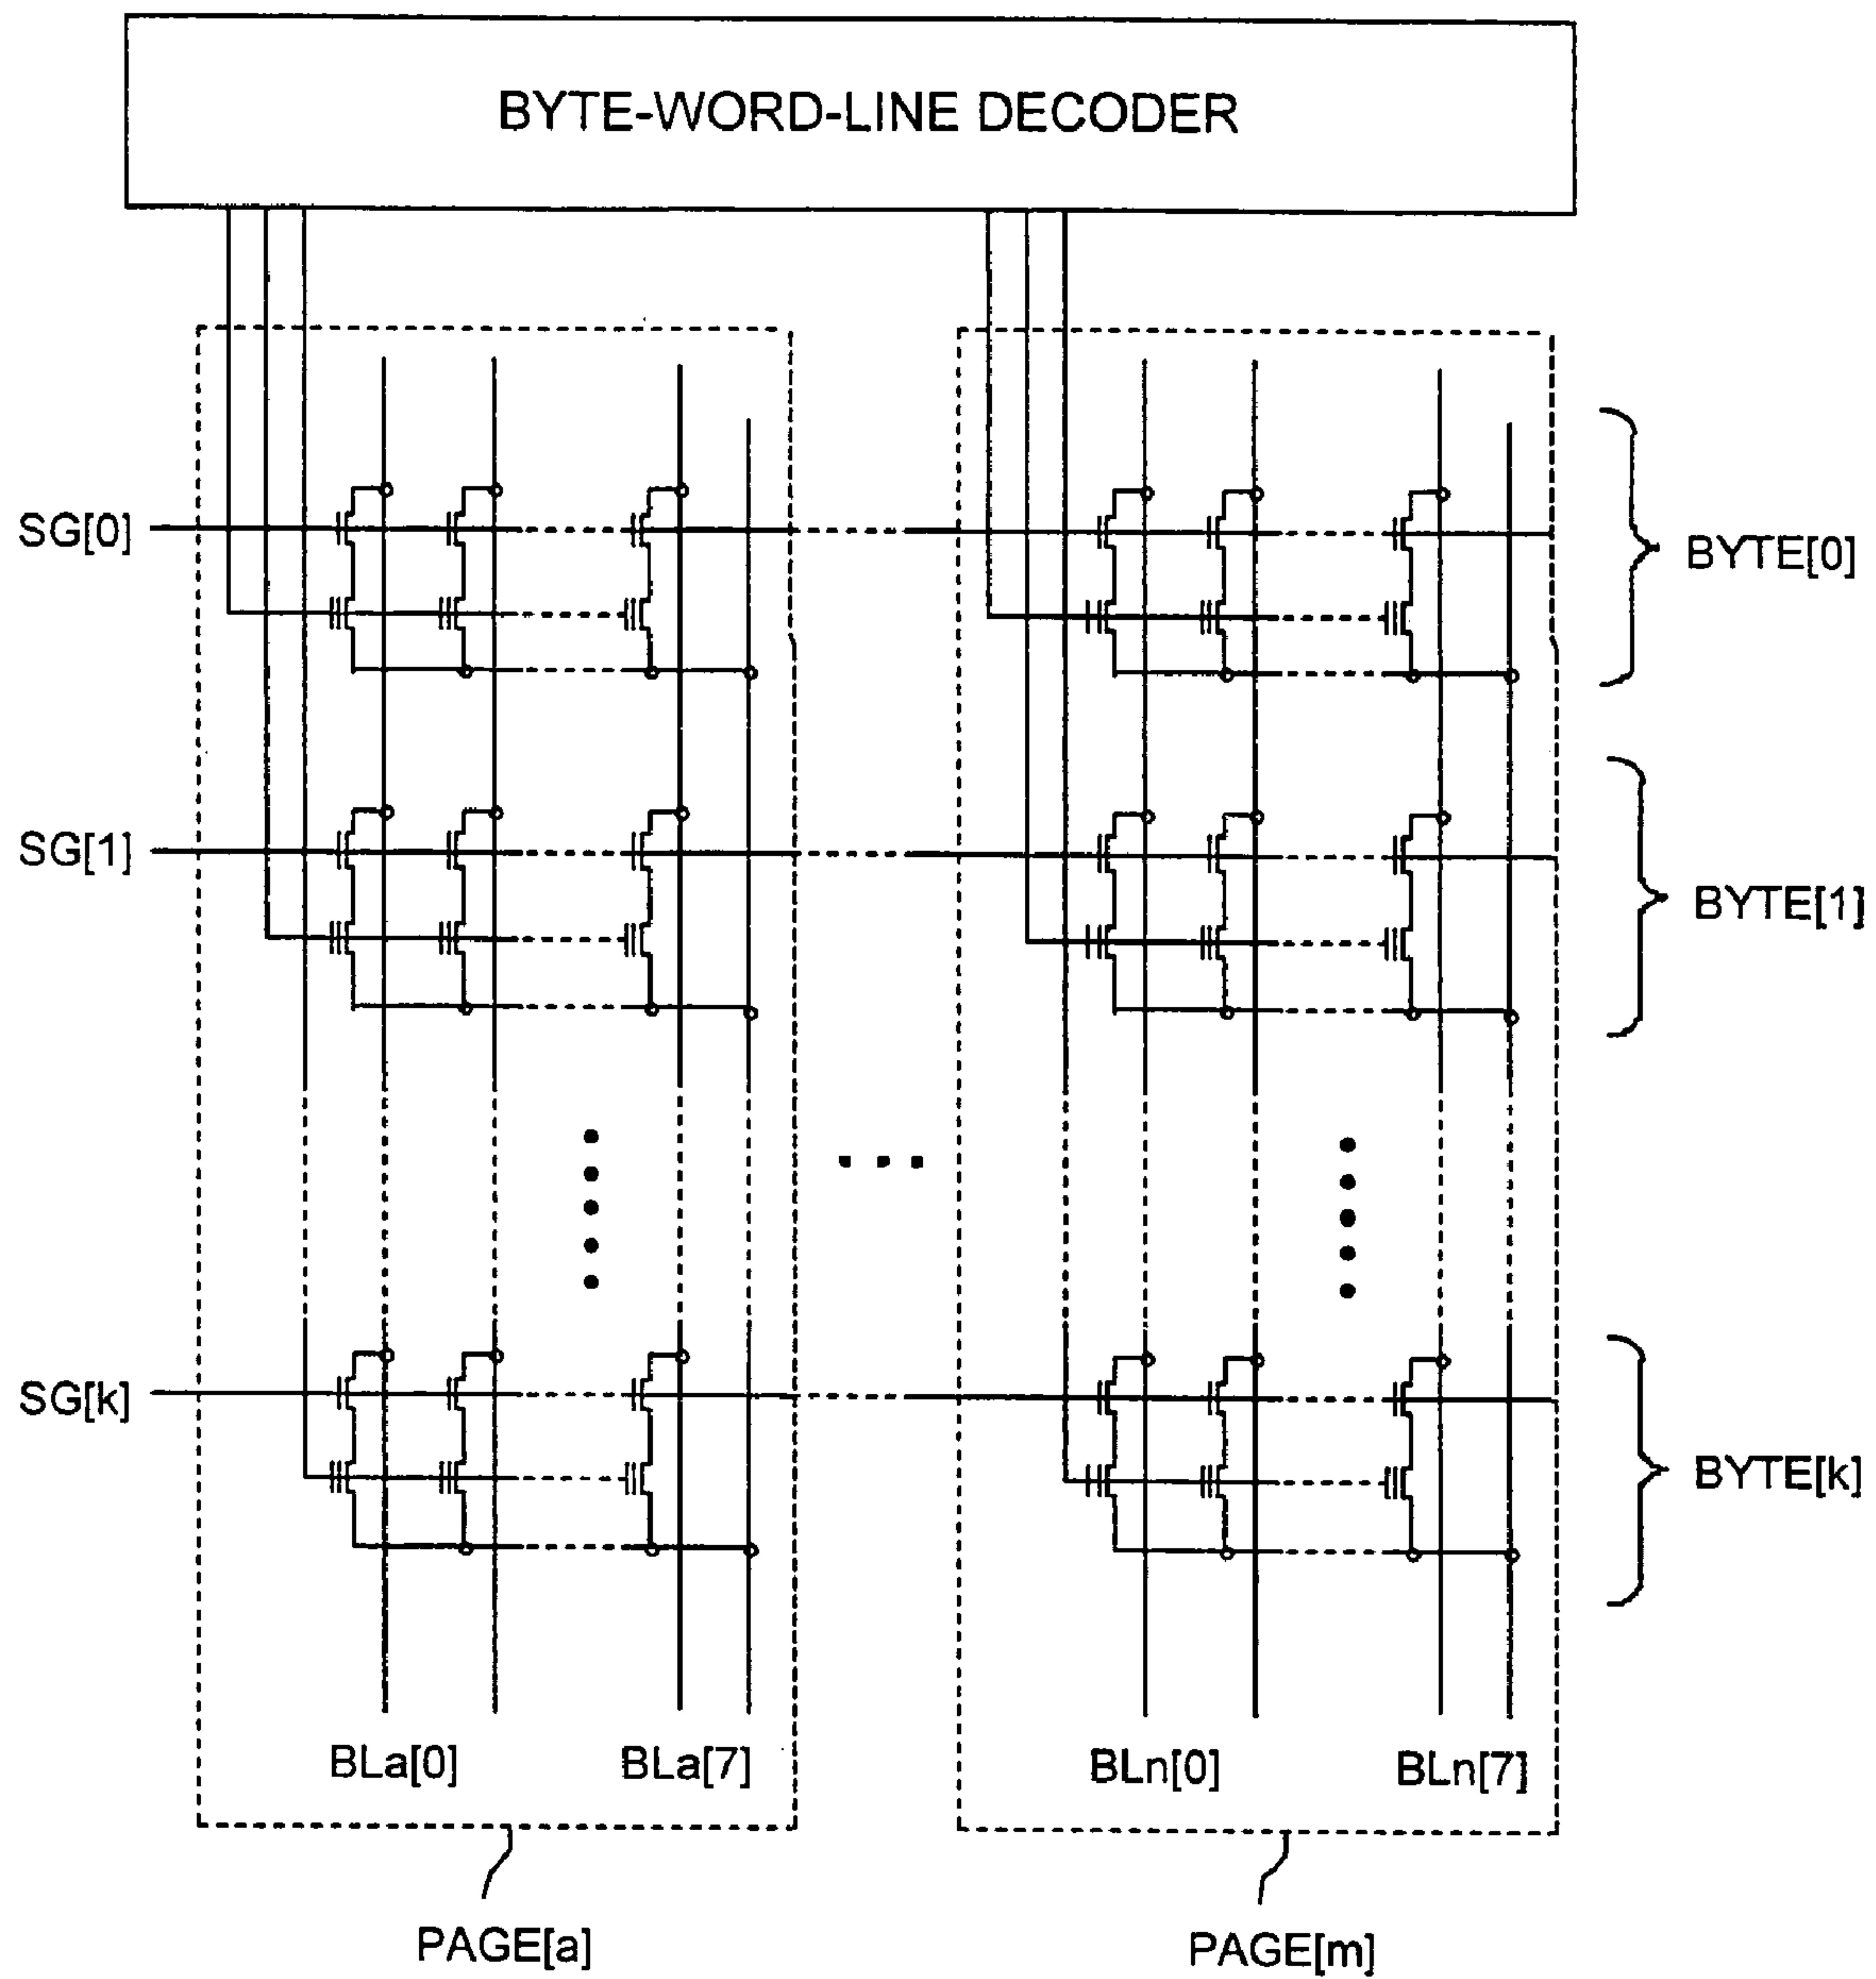 BYTE-WORD-LINE DECODER
SG[0]
BYTE[0]
SG[1]
BYTE[1]
SG[k]
BYTE[k]
BLa[0]
BLa[7]
BLn[0]
BLn[7]
PAGE[a]
PAGE[m]